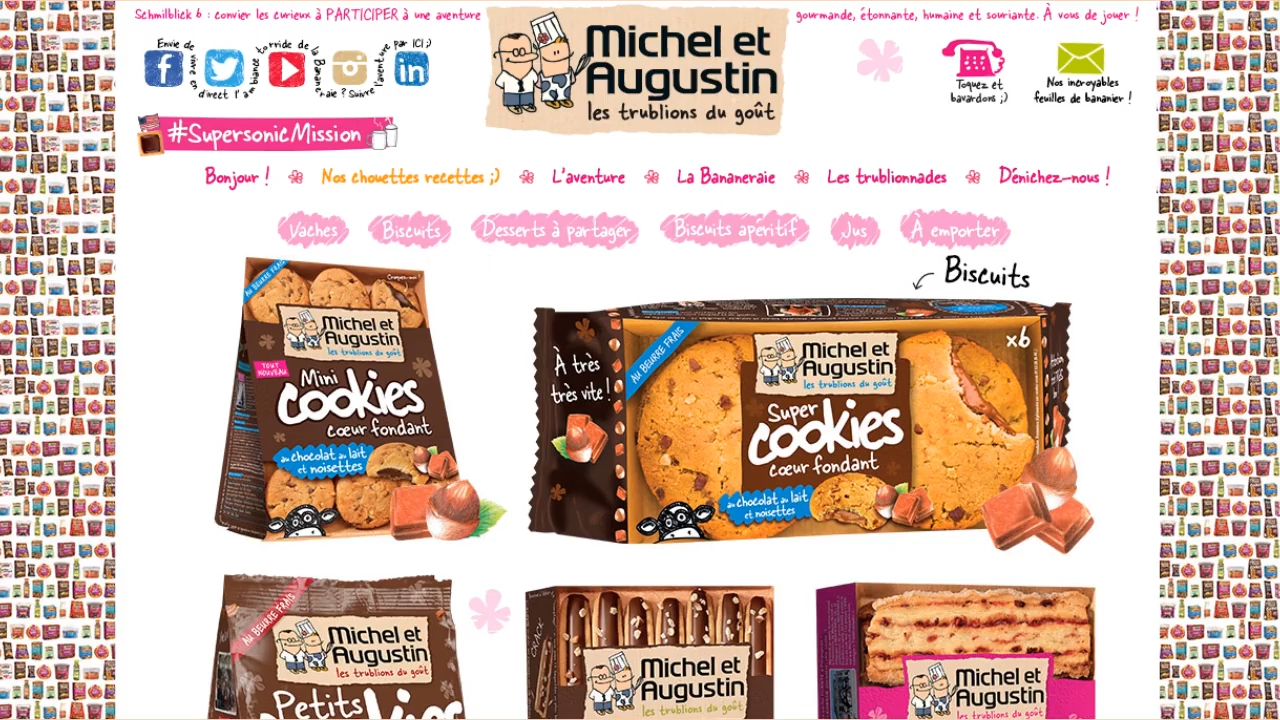 Schmilblick 6 : convier les curieux à PARTICIPER à une aventure
gourmande, étonnante, humaine et souriante. À vous de jouer !
Envie de vivre en direct l'ambiance torride de la Bananeraie ? Suivre l'aventure par ICI ;)
Michel et
Augustin
les trublions du goût
Toquez et
bavardons ;)
Nos incroyables
feuilles de bananier !
#SupersonicMission
Bonjour !
Nos chouettes recettes ;)
L'aventure
La Bananeraie
Les trublionnades
Dénichez-nous !
Vaches
Biscuits
Desserts à partager
Biscuits apéritif
Jus
À emporter
Biscuits
AU BEURRE FRAIS
Croquez-moi !
Michel et
Augustin
les trublions du goût
TOUT
NOUVEAU
Mini
cookies
cœur fondant
au chocolat au lait
et noisettes
À très
très vite !
AU BEURRE FRAIS
x6
Michel et
Augustin
les trublions du goût
Super
cookies
cœur fondant
au chocolat au lait
et noisettes
AU BEURRE FRAIS
Michel et
Augustin
les trublions du goût
Petits
Michel et
Augustin
les trublions du goût
Michel et
Augustin
les trublions du goût